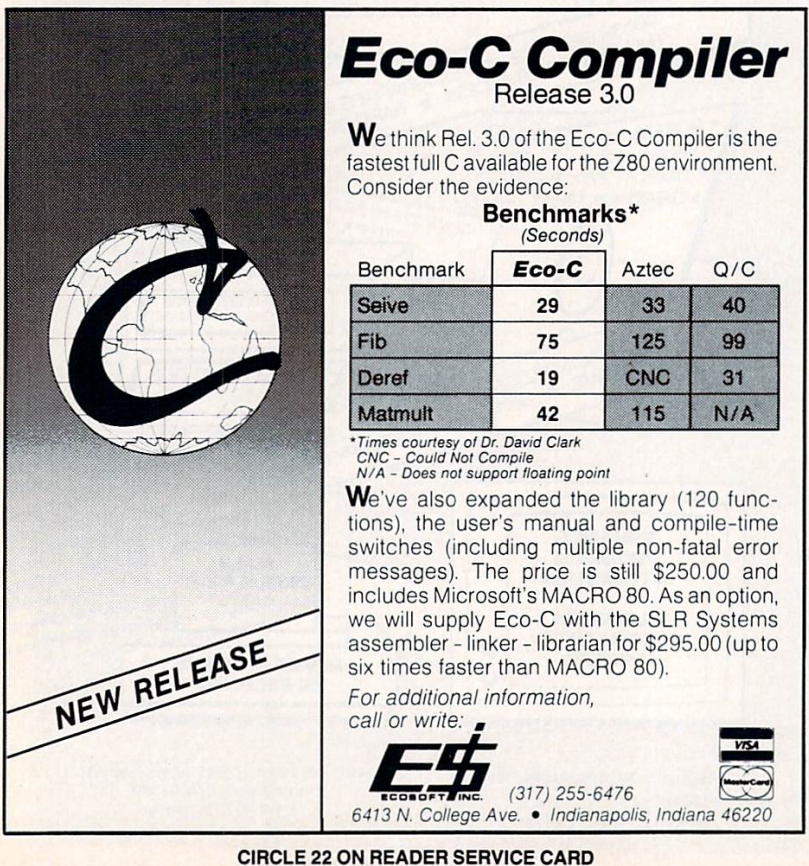 Eco-C Compiler
Release 3.0
We think Rel. 3.0 of the Eco-C Compiler is the
fastest full C available for the Z80 environment.
Consider the evidence:
Benchmarks*
(Seconds)
Benchmark Eco-C Aztec Q/C
Seive 29 33 40
Fib 75 125 99
Deref 19 CNC 31
Matmult 42 115 N/A
*Times courtesy of Dr. David Clark
CNC – Could Not Compile
N/A – Does not support floating point
We've also expanded the library (120 func-
tions), the user's manual and compile-time
switches (including multiple non-fatal error
messages). The price is still $250.00 and
includes Microsoft's MACRO 80. As an option,
we will supply Eco-C with the SLR Systems
assembler – linker – librarian for $295.00 (up to
six times faster than MACRO 80).
For additional information,
call or write:
ECOSOFT INC.
(317) 255-6476
6413 N. College Ave. • Indianapolis, Indiana 46220
VISA
MasterCard
C
NEW RELEASE
CIRCLE 22 ON READER SERVICE CARD